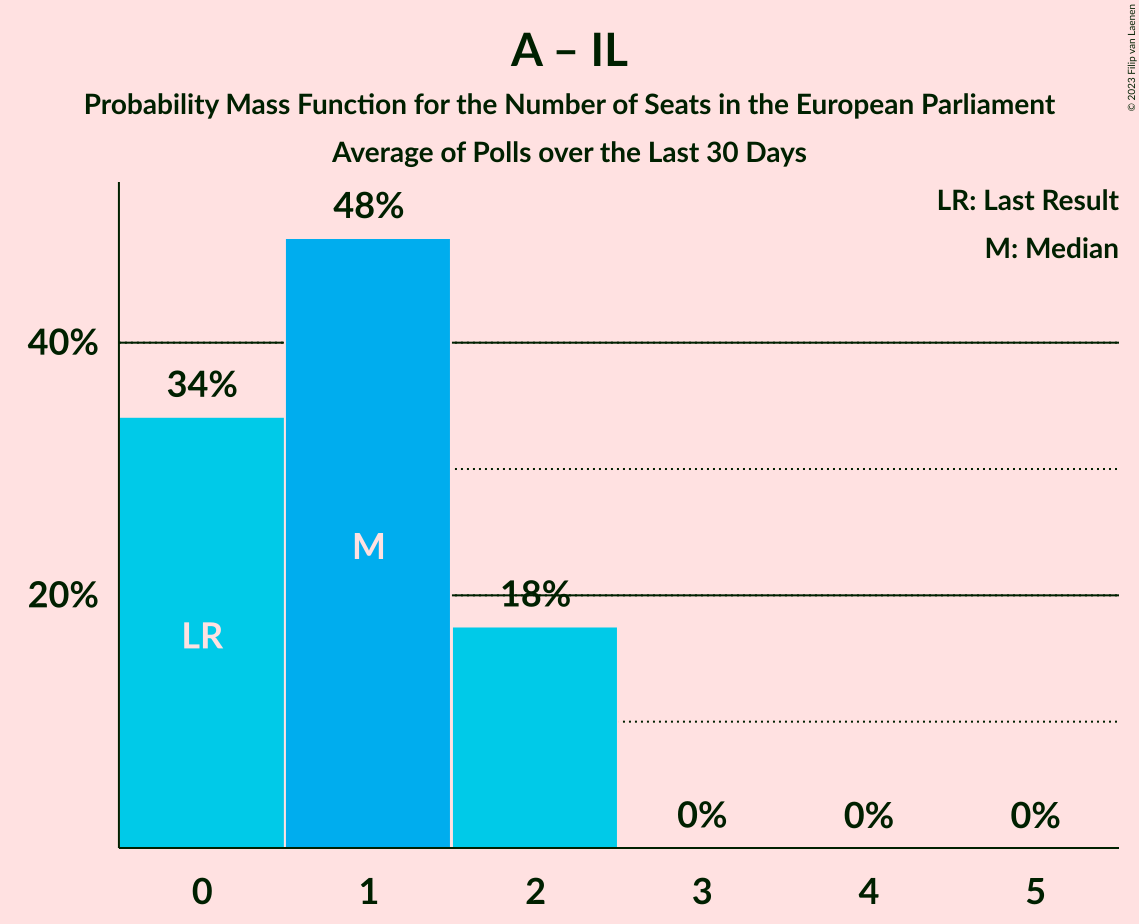 A – IL
Probability Mass Function for the Number of Seats in the European Parliament
Average of Polls over the Last 30 Days
© 2023 Filip van Laenen
LR: Last Result
M: Median
48%
40%
34%
M
20%
18%
LR
0%
0%
0%
0
1
2
3
4
5